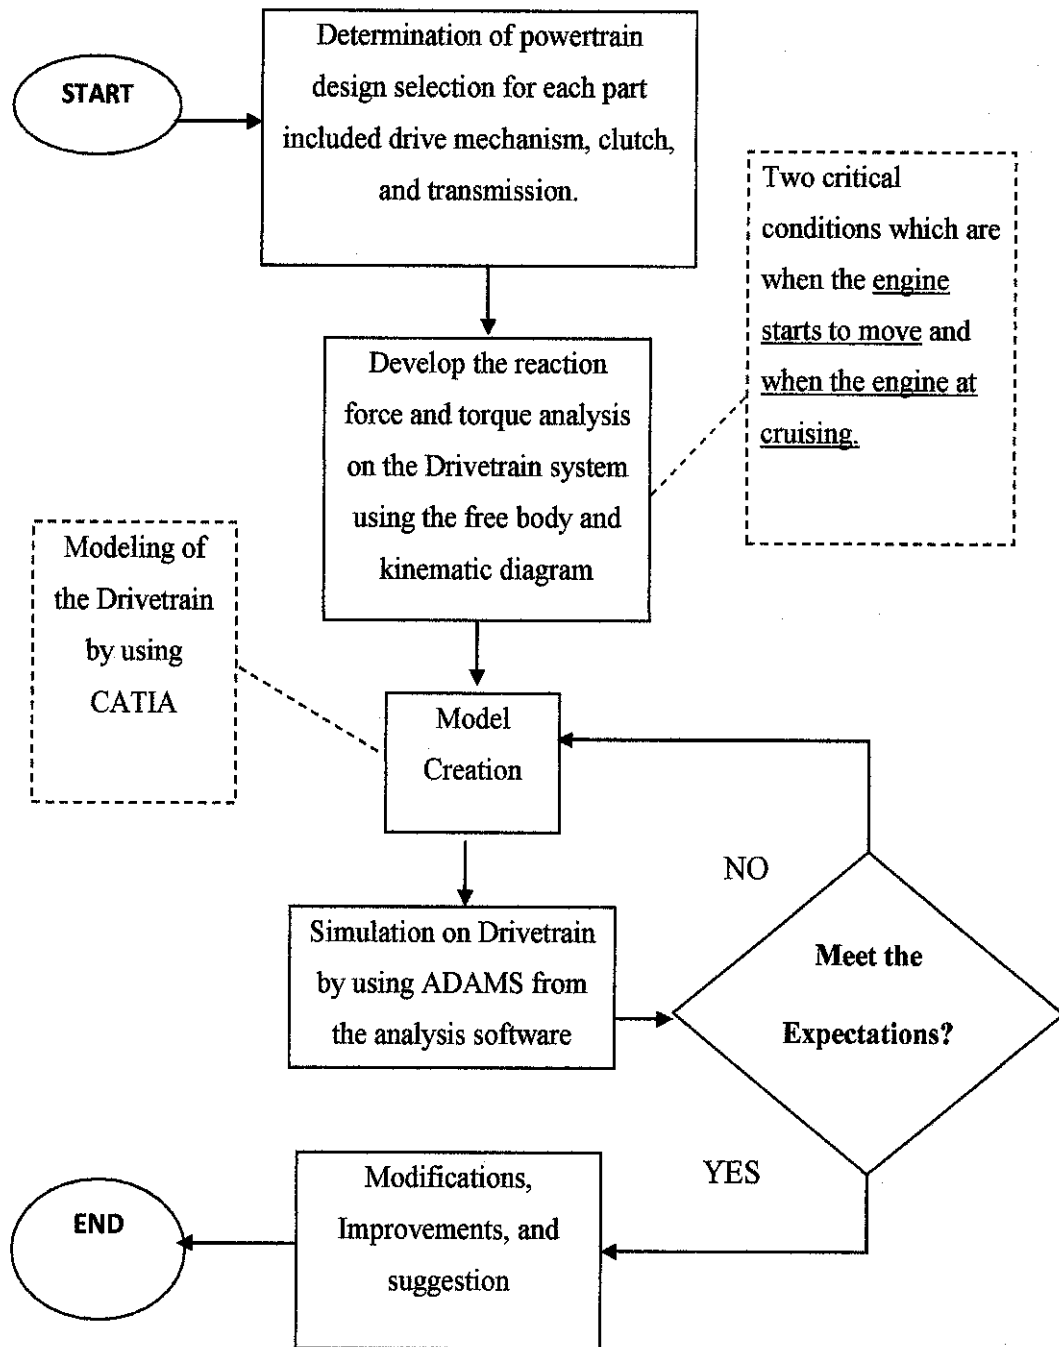 START
Determination of powertrain
design selection for each part
included drive mechanism, clutch,
and transmission.
Two critical
conditions which are
when the engine
starts to move and
when the engine at
cruising.
Develop the reaction
force and torque analysis
on the Drivetrain system
using the free body and
kinematic diagram
Modeling of
the Drivetrain
by using
CATIA
Model
Creation
NO
Simulation on Drivetrain
by using ADAMS from
the analysis software
Meet the
Expectations?
YES
Modifications,
Improvements, and
suggestion
END